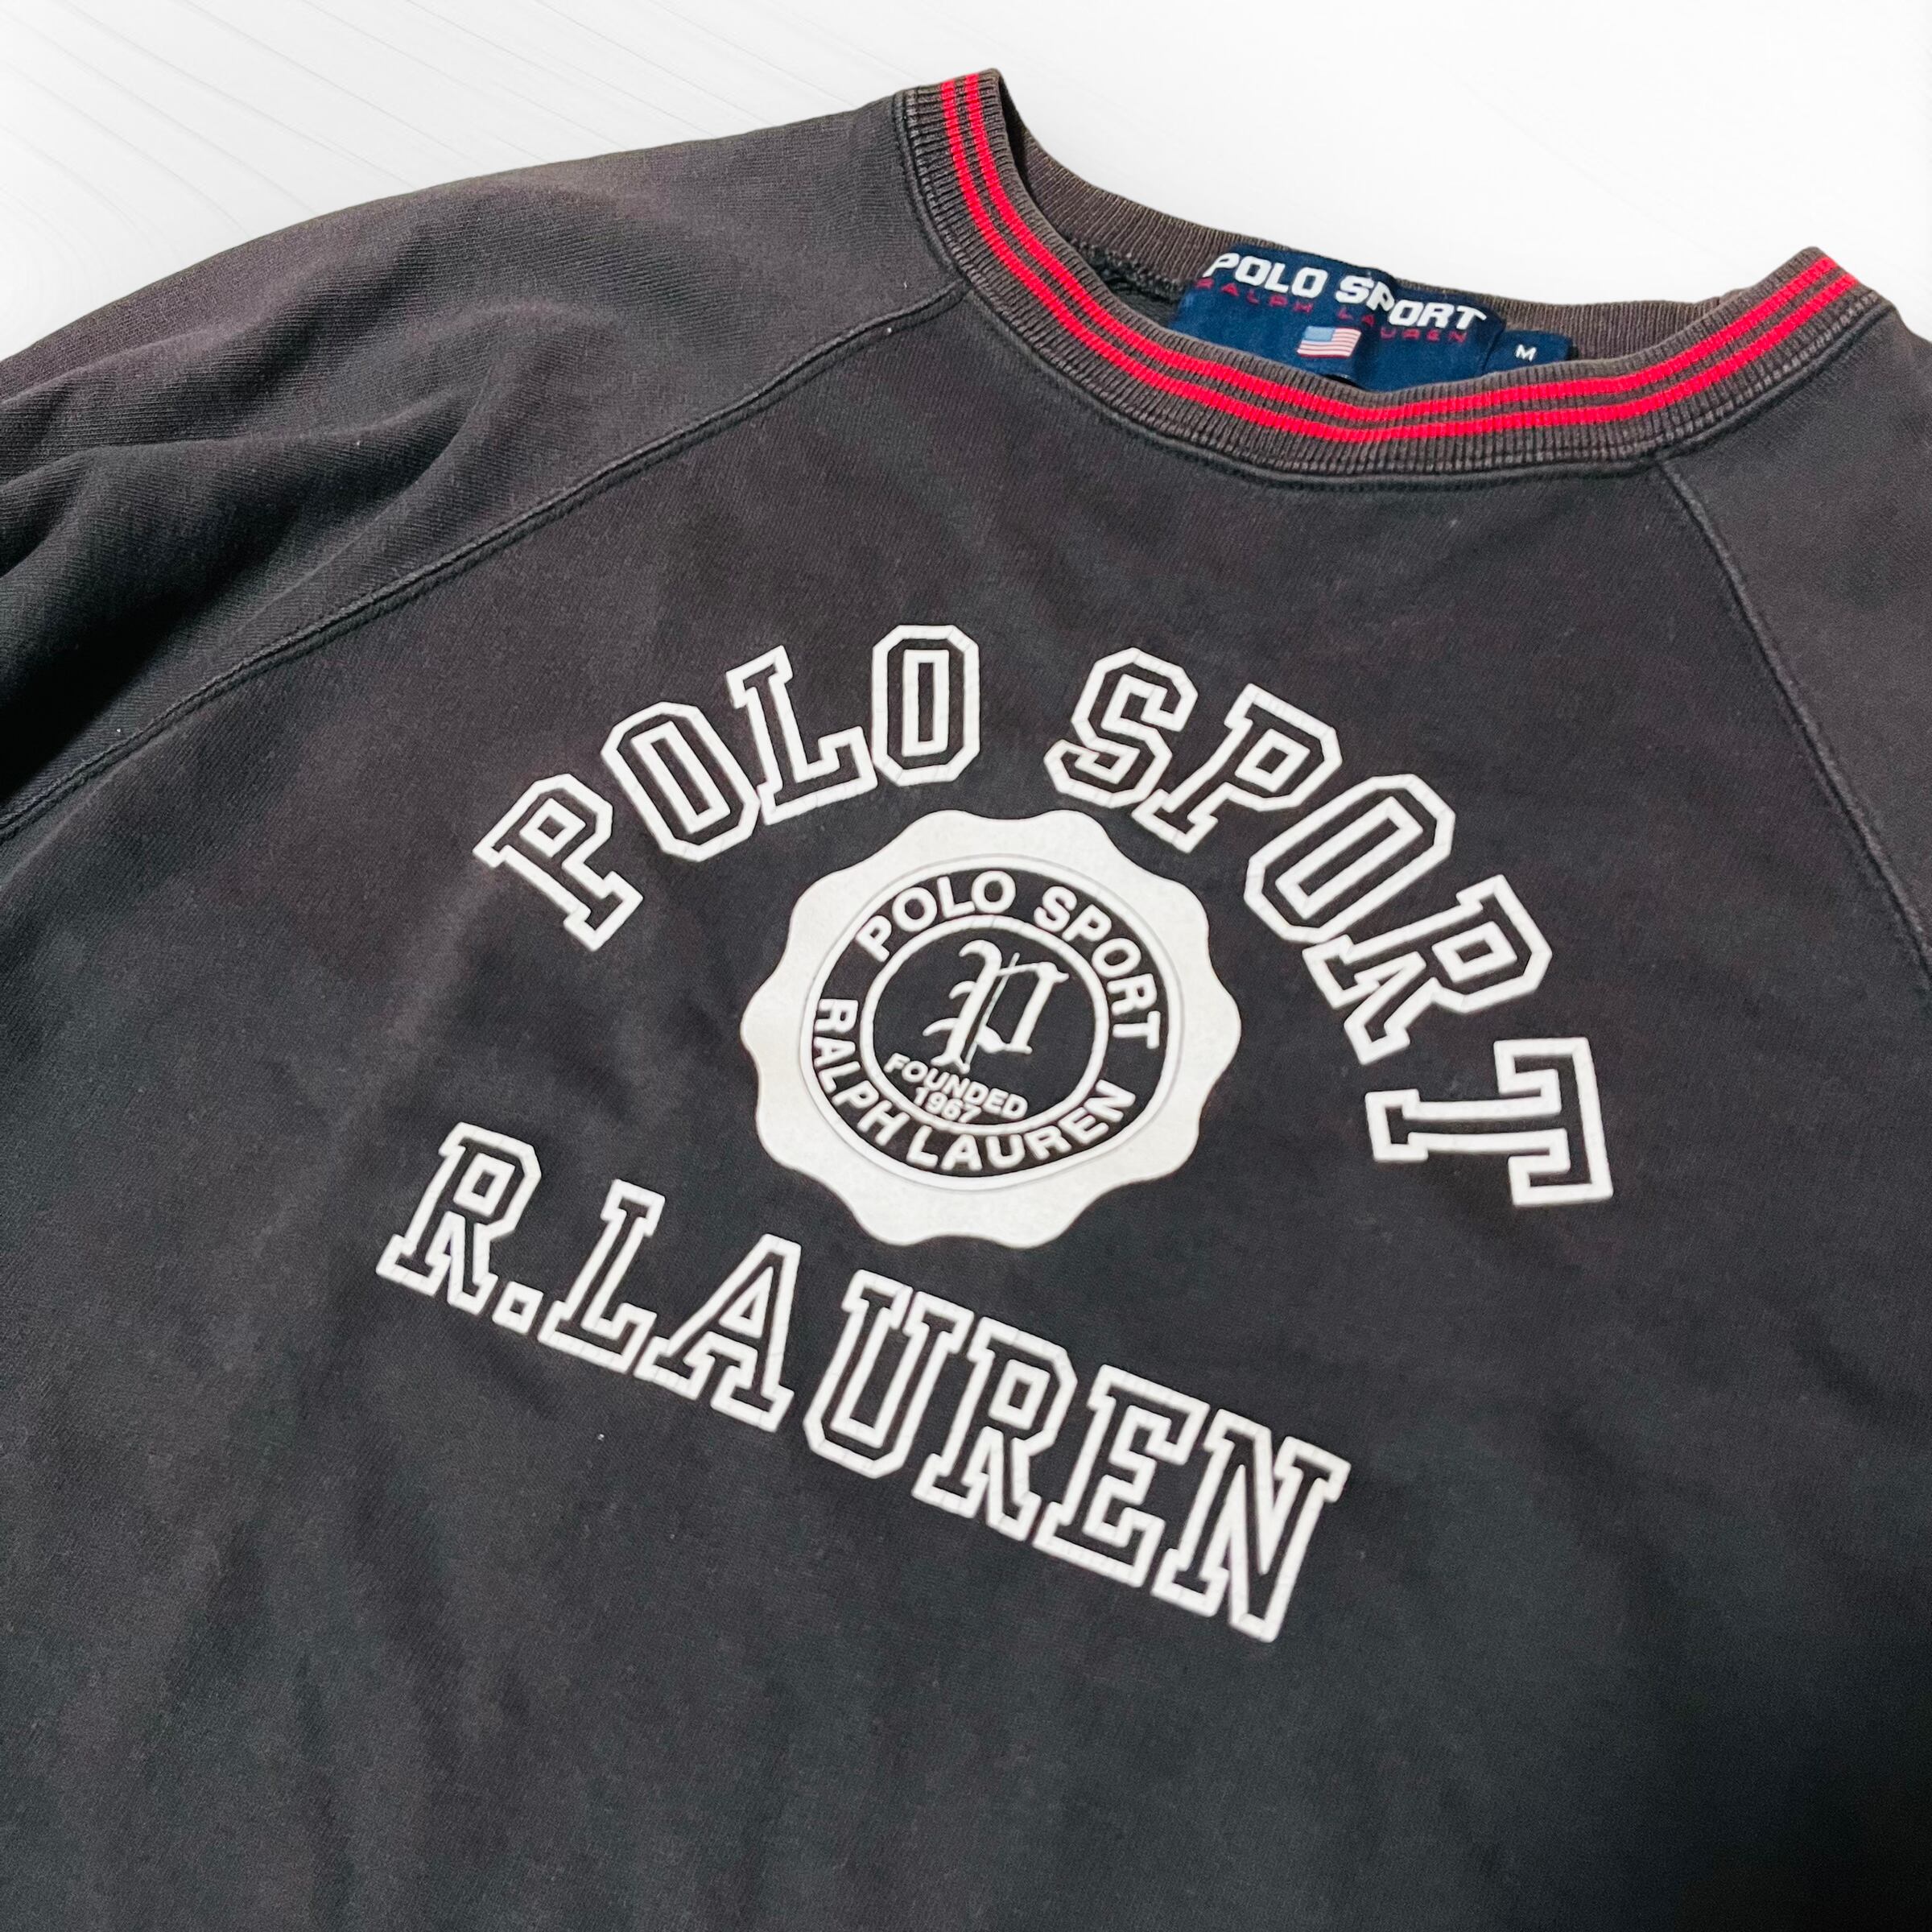 POLO SPORT
RALPH LAUREN
M
POLO SPORT
POLO SPORT
P
FOUNDED
1967
RALPH LAUREN
R.LAUREN